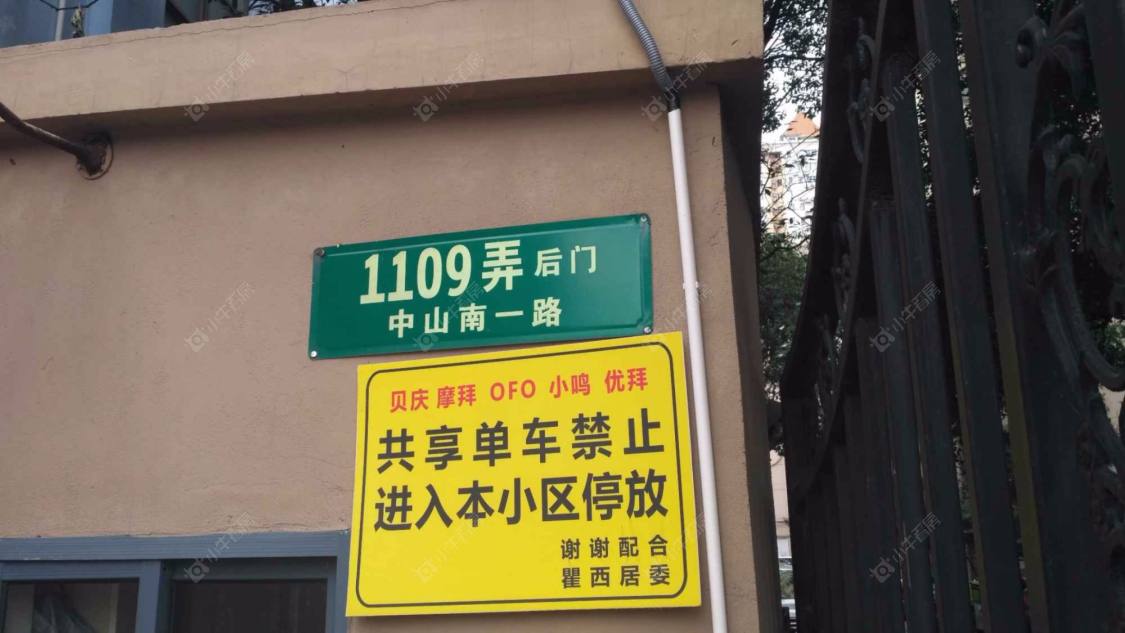 1109弄 后门
中山南一路
贝庆 摩拜 OFO 小鸣 优拜
共享单车禁止
进入本小区停放
谢谢配合
瞿西居委